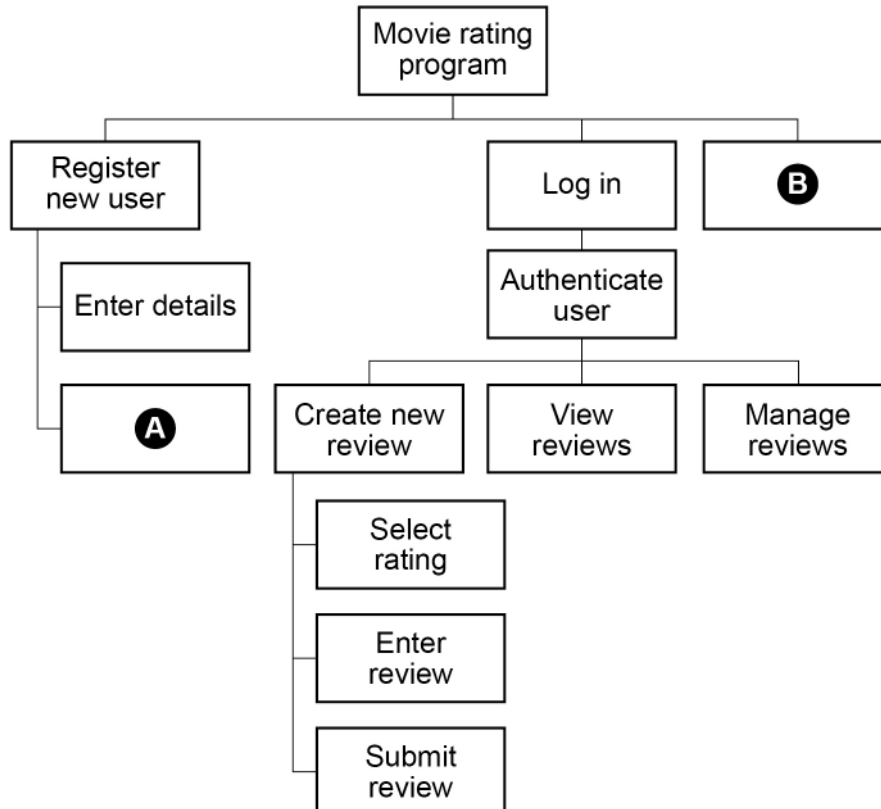 Movie rating
program
Register
new user
Log in
B
Enter details
Authenticate
user
A
Create new
review
View
reviews
Manage
reviews
Select
rating
Enter
review
Submit
review